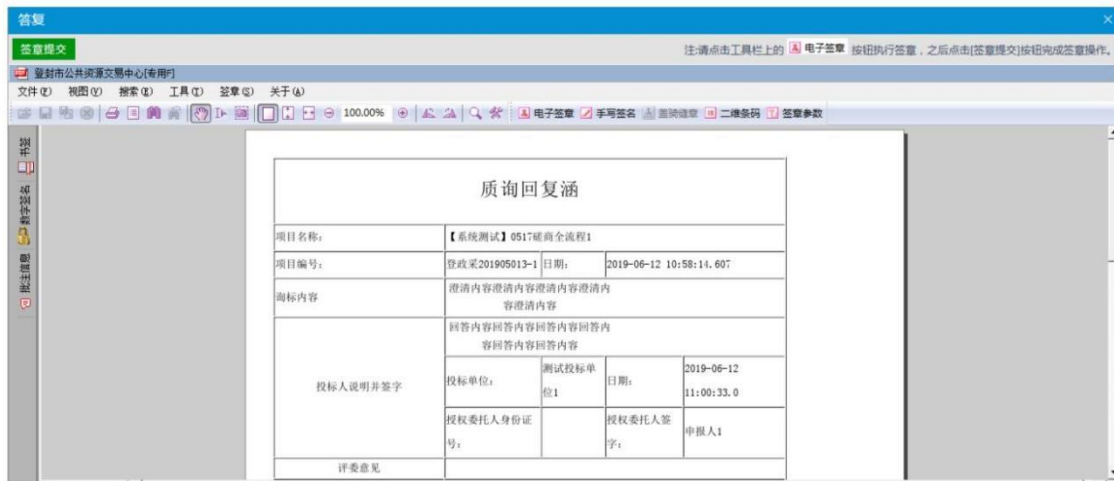 答复
签章提交
注:请点击工具栏上的 电子签章 按钮执行签章，之后点击[签章提交]按钮完成签章操作。
登封市公共资源交易中心[专用F]
文件(F) 视图(V) 搜索(E) 工具(T) 签章(S) 关于(A)
100.00% 电子签章 手写签名 盖骑缝章 二维条码 签章参数
书签
数字签名
批注信息
质询回复涵
项目名称: 【系统测试】0517磋商全流程1
项目编号: 登政采201905013-1 日期: 2019-06-12 10:58:14.607
询标内容
澄清内容澄清内容澄清内容澄清内
容澄清内容
投标人说明并签字
回答内容回答内容回答内容回答内
容回答内容回答内容
投标单位: 测试投标单
位1
日期: 2019-06-12
11:00:33.0
授权委托人身份证
号:
授权委托人签
字:
申报人1
评委意见